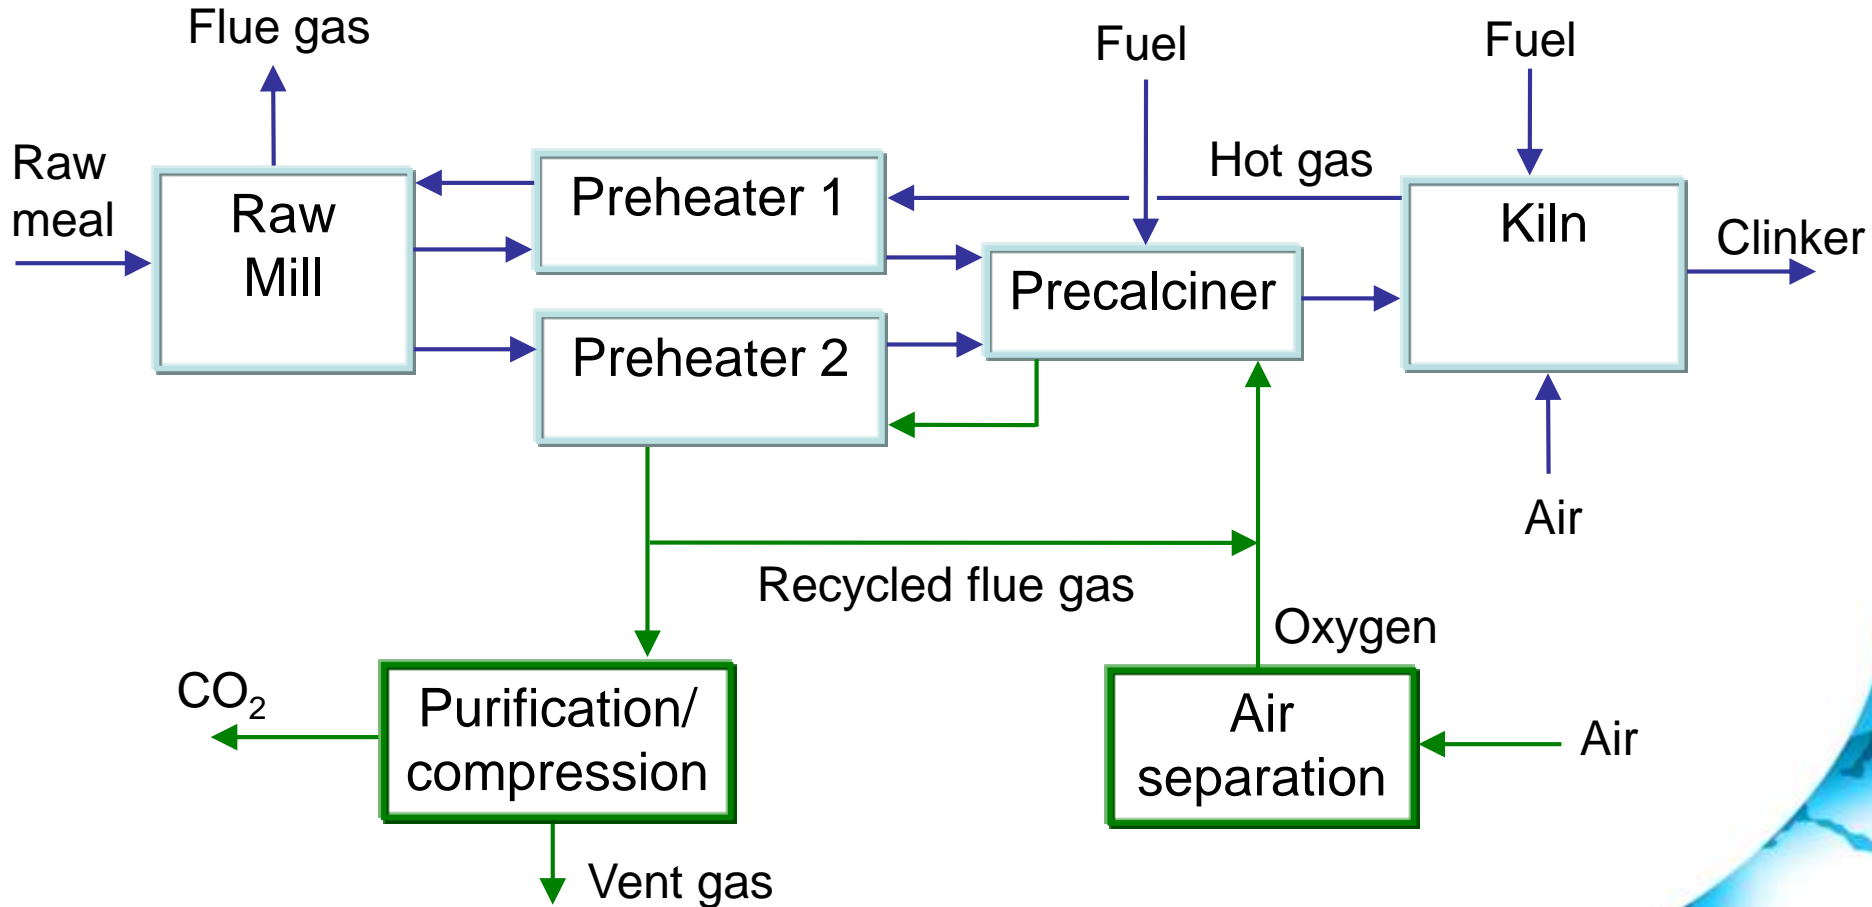 Flue gas
Fuel
Fuel
Raw
meal
Raw
Mill
Preheater 1
Hot gas
Kiln
Clinker
Precalciner
Preheater 2
Air
Recycled flue gas
Oxygen
CO₂
Purification/
compression
Air
separation
Air
Vent gas